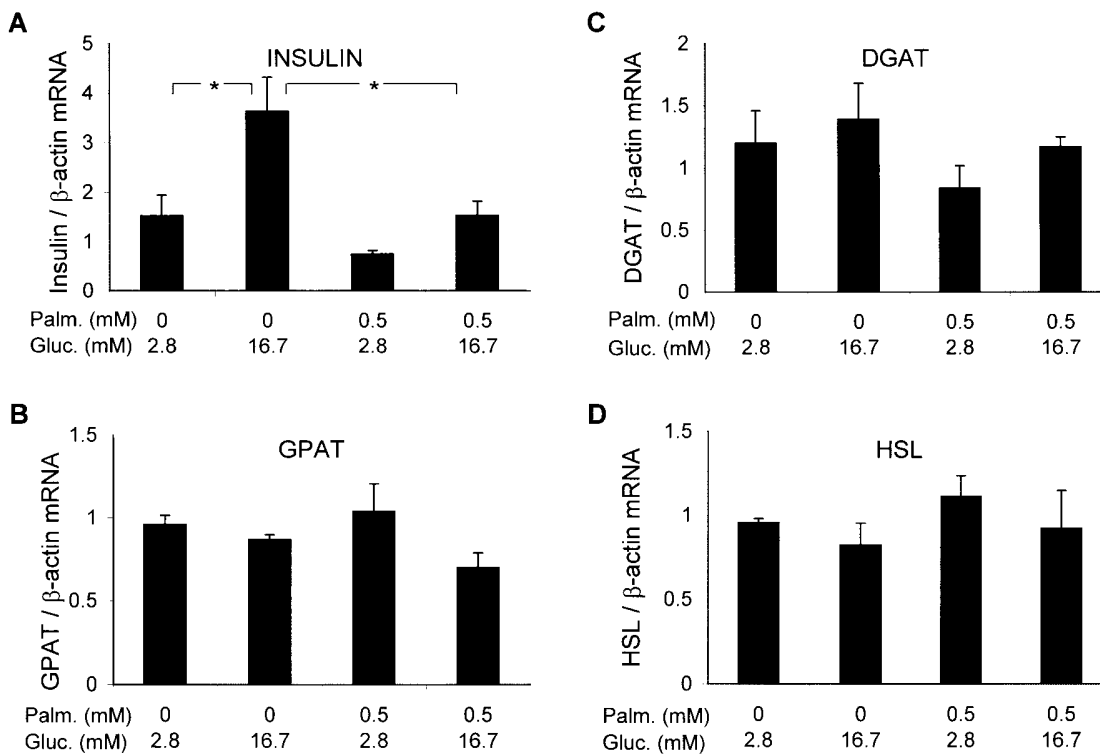 A
INSULIN
Insulin / β-actin mRNA
5
4
3
2
1
0
*
*
Palm. (mM) 0 0 0.5 0.5
Gluc. (mM) 2.8 16.7 2.8 16.7
B
GPAT
GPAT / β-actin mRNA
1.5
1
0.5
0
Palm. (mM) 0 0 0.5 0.5
Gluc. (mM) 2.8 16.7 2.8 16.7
C
DGAT
DGAT / β-actin mRNA
2
1.5
1
0.5
0
Palm. (mM) 0 0 0.5 0.5
Gluc. (mM) 2.8 16.7 2.8 16.7
D
HSL
HSL / β-actin mRNA
1.5
1
0.5
0
Palm. (mM) 0 0 0.5 0.5
Gluc. (mM) 2.8 16.7 2.8 16.7